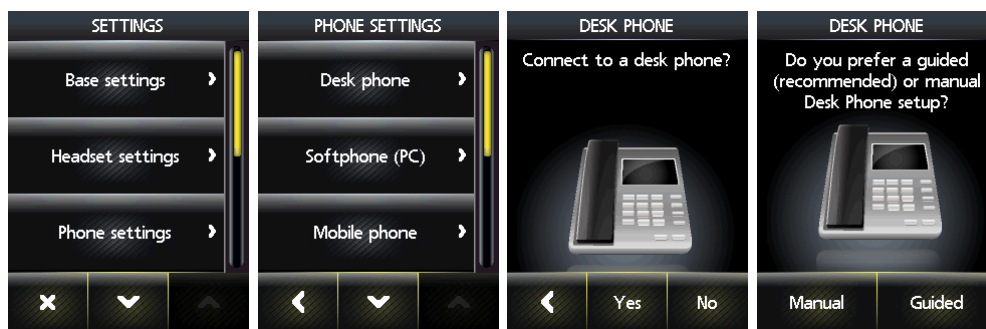 SETTINGS
Base settings
Headset settings
Phone settings
PHONE SETTINGS
Desk phone
Softphone (PC)
Mobile phone
DESK PHONE
Connect to a desk phone?
Yes
No
DESK PHONE
Do you prefer a guided
(recommended) or manual
Desk Phone setup?
Manual
Guided